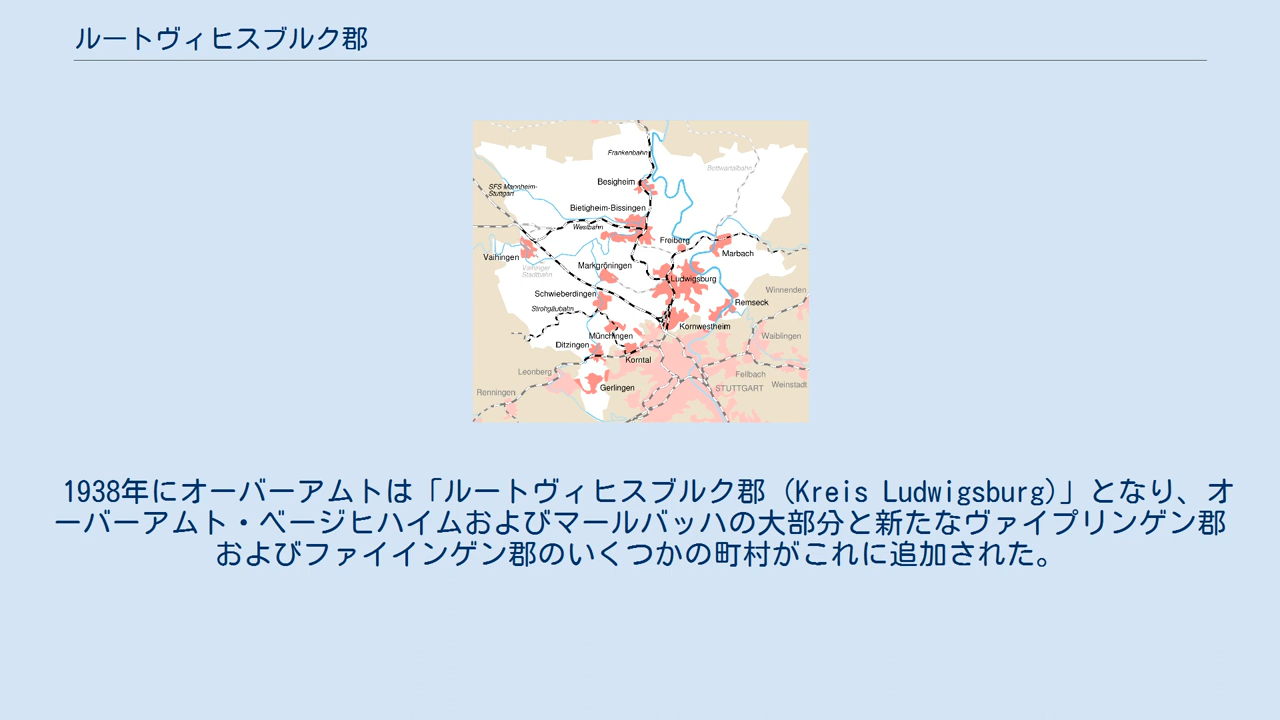 ルートヴィヒスブルク郡
Frankenbahn
Bottwartalbahn
Besigheim
SFS Mannheim-
Stuttgart
Bietigheim-Bissingen
Westbahn
Freiberg
Marbach
Vaihingen
Vaihinger
Stadtbahn
Markgröningen
Ludwigsburg
Schwieberdingen
Winnenden
Remseck
Strohgäubahn
Kornwestheim
Münchingen
Waiblingen
Ditzingen
Korntal
Leonberg
Fellbach
Gerlingen
STUTTGART
Weinstadt
Renningen
1938年にオーバーアムトは「ルートヴィヒスブルク郡 (Kreis Ludwigsburg)」となり、オ
ーバーアムト・ベージヒハイムおよびマールバッハの大部分と新たなヴァイプリンゲン郡
およびファイインゲン郡のいくつかの町村がこれに追加された。